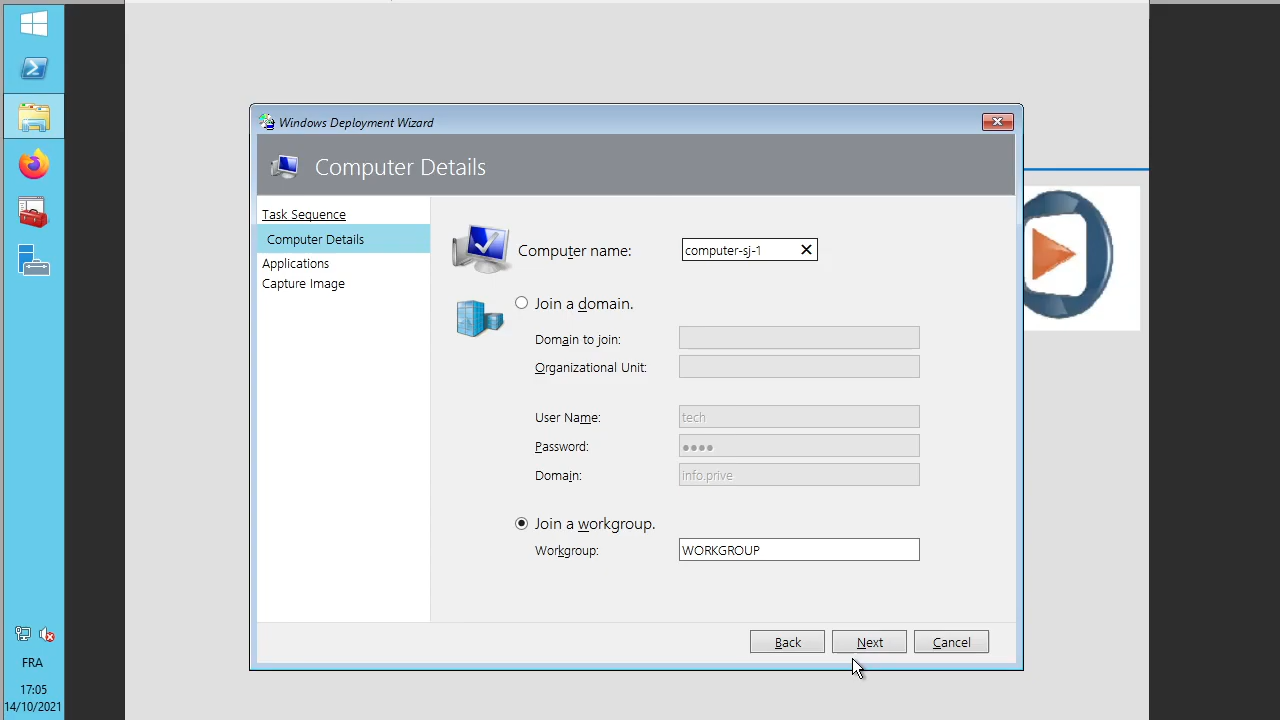 Windows Deployment Wizard
Computer Details
Task Sequence
Computer Details
Applications
Capture Image
Computer name:
computer-sj-1
Join a domain.
Domain to join:
Organizational Unit:
User Name:
tech
Password:
●●●●
Domain:
info.prive
Join a workgroup.
Workgroup:
WORKGROUP
Back
Next
Cancel
FRA
17:05
14/10/2021